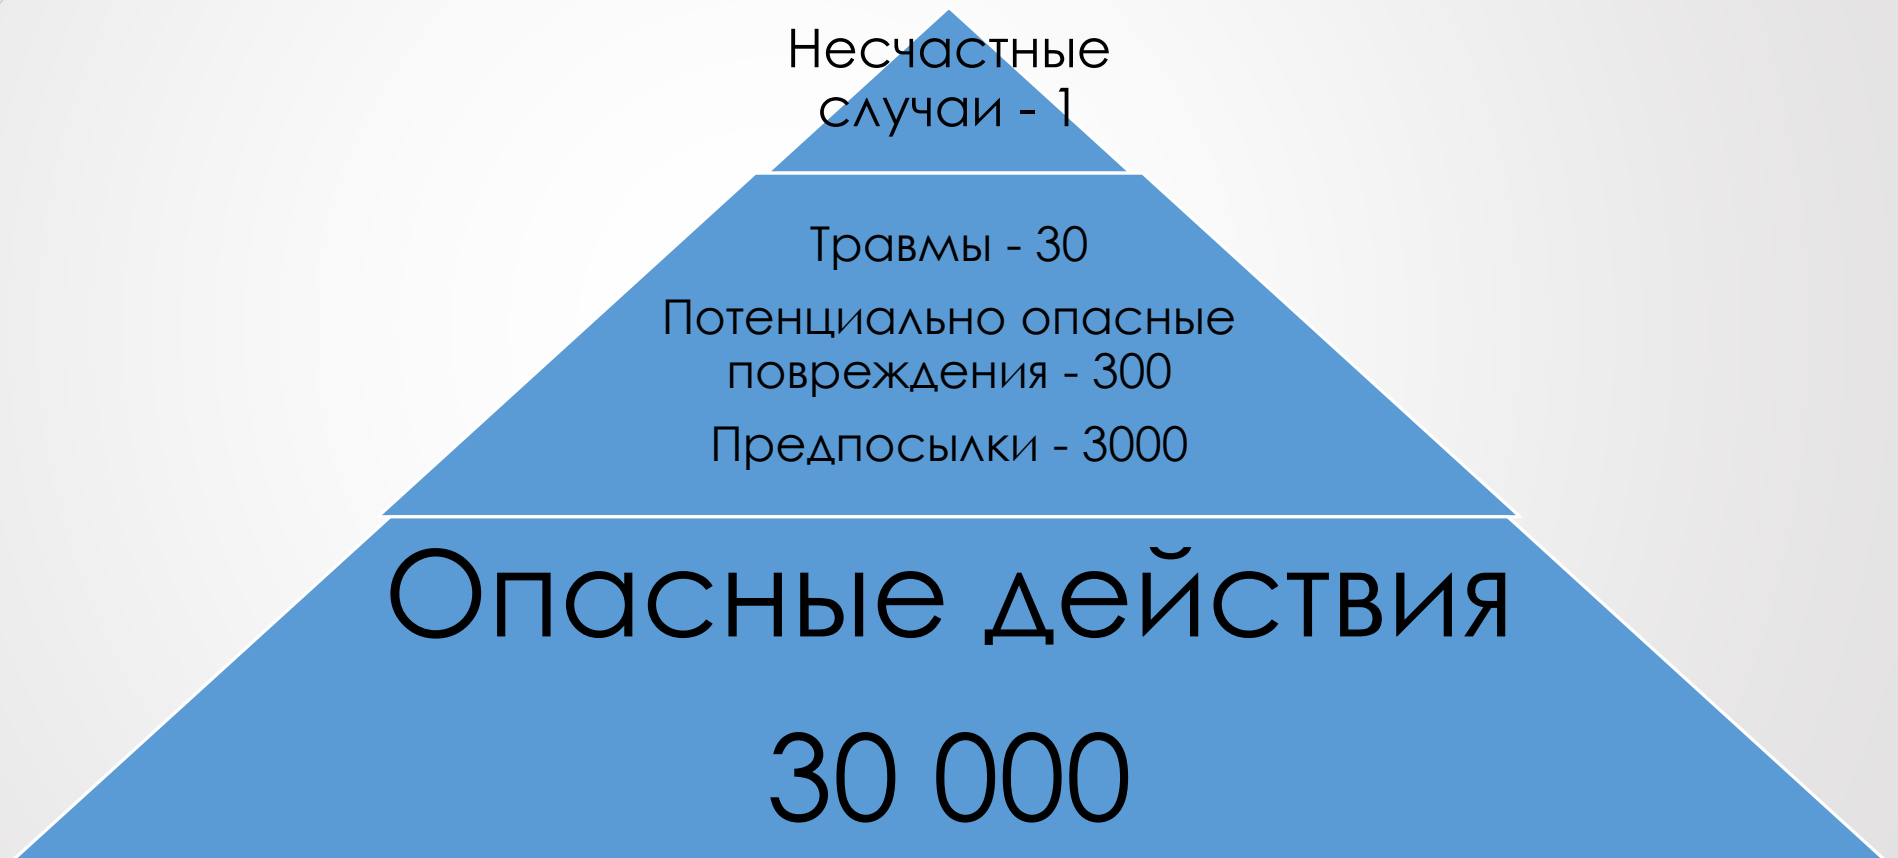 Несчастные
случаи - 1
Травмы - 30
Потенциально опасные
повреждения - 300
Предпосылки - 3000
Опасные действия
30 000